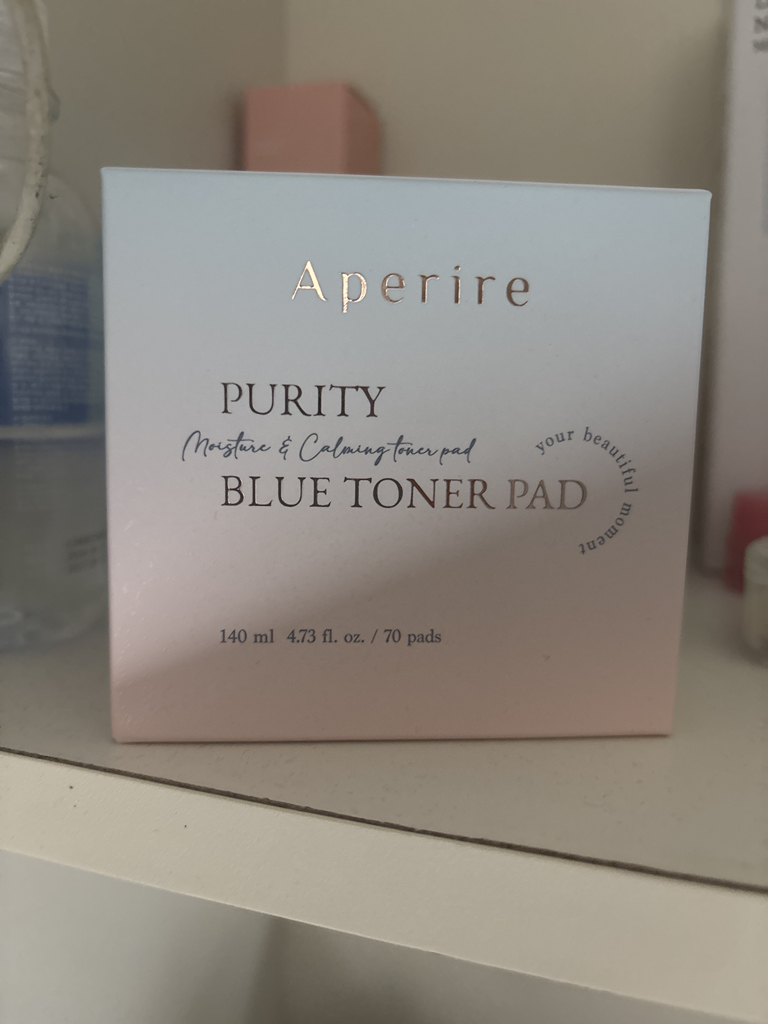 Aperire
PURITY
Moisture & Calming toner pad
BLUE TONER PAD
your beautiful moment
140 ml 4.73 fl. oz. / 70 pads